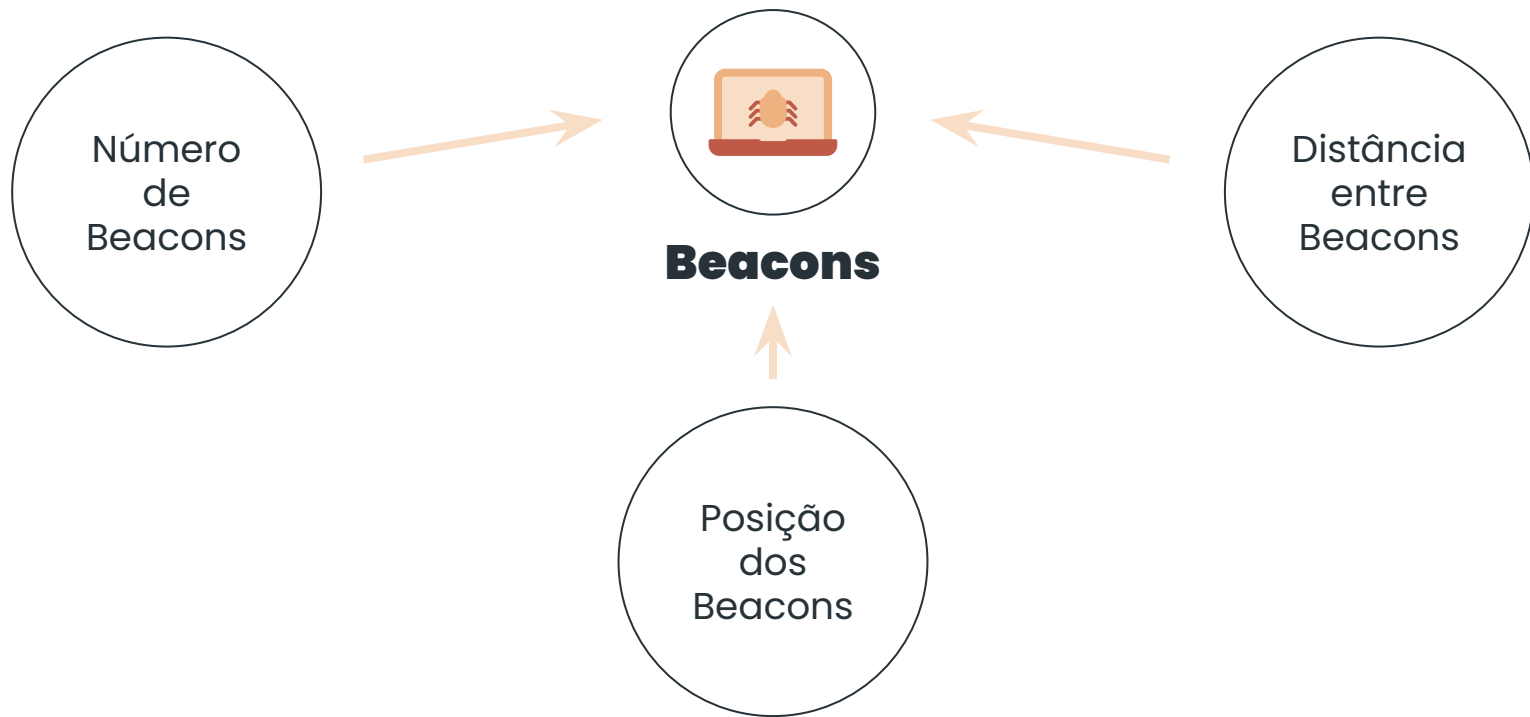 Número
de
Beacons
Beacons
Distância
entre
Beacons
Posição
dos
Beacons